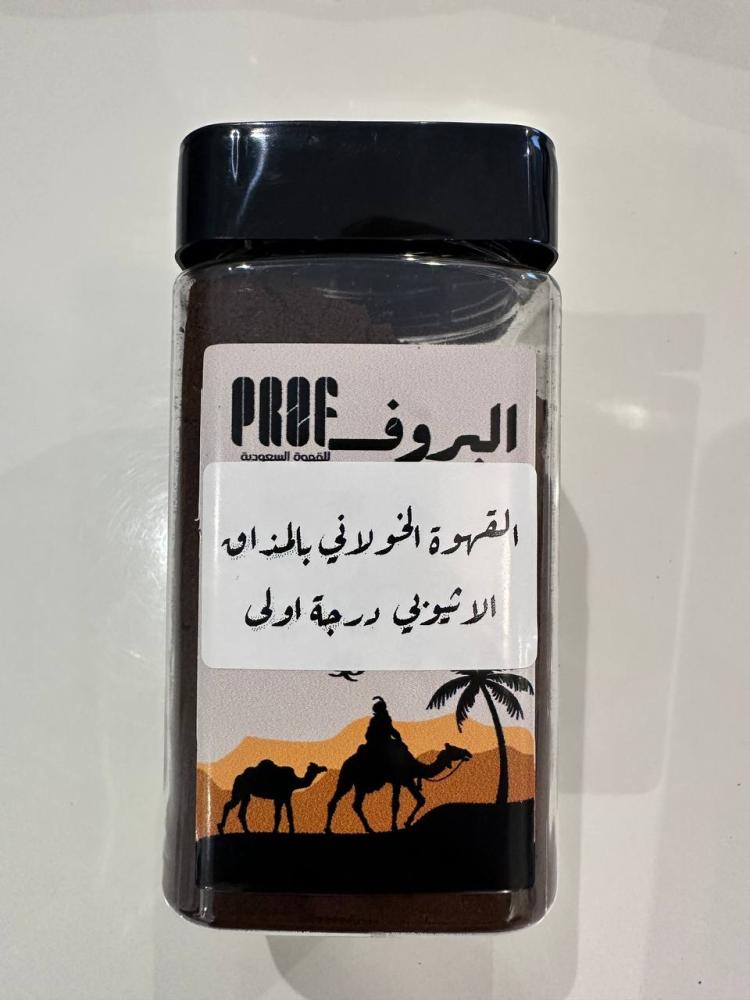 PROF البروف
للقهوة السعودية
القهوة الخولاني بالمذاق
الاثيوبي درجة اولى